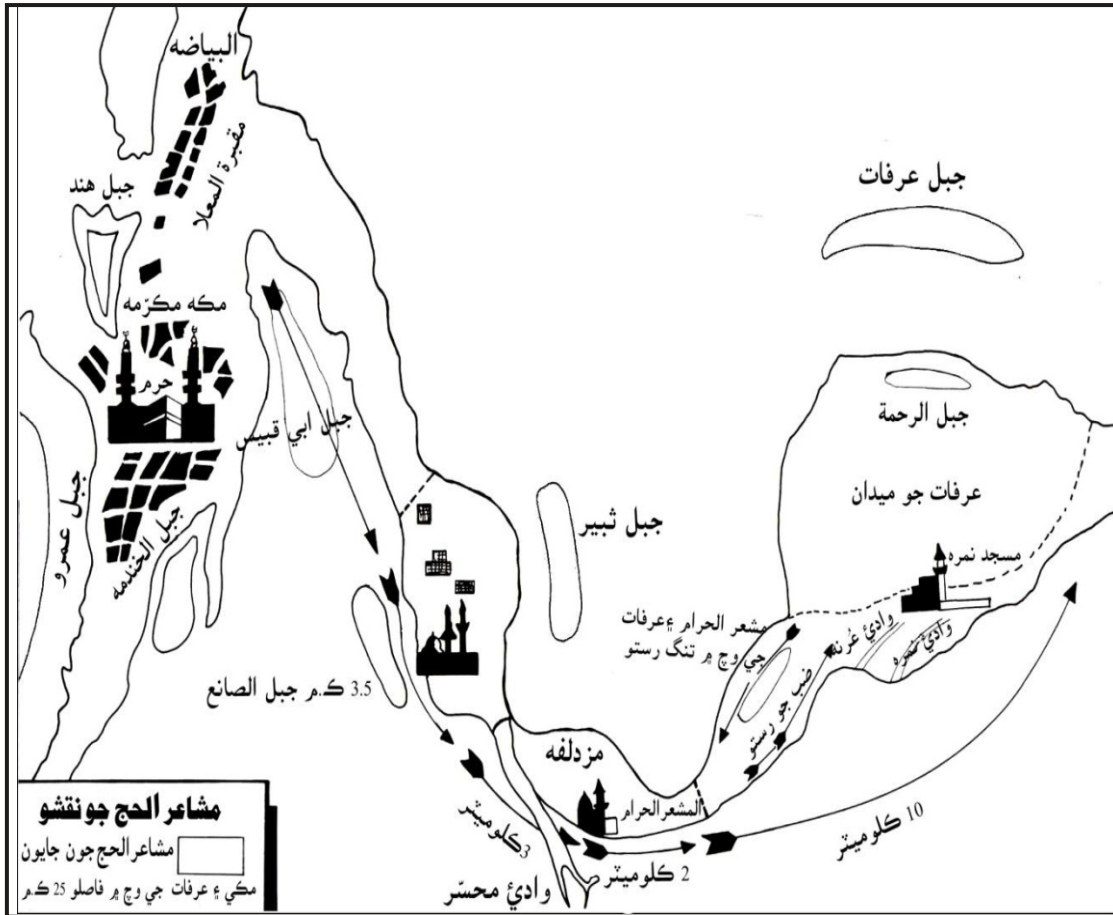 البياضه
مقبرة المعلا
جبل هند
جبل عرفات
مكه مكرّمه
حرم
جبل ابي قبيس
جبل الرحمة
عرفات جو ميدان
جبل عمرو
جبل الخندمه
جبل ثبير
مسجد نمره
مشعر الحرام ۽ عرفات
جي وچ ۾ تنگ رستو
وادئ عُرنه
وادئ نمره
ضب جو رستو
3.5 ڪ.م جبل الصانع
مزدلفه
المشعر الحرام
3 ڪلوميٽر
2 ڪلوميٽر
10 ڪلوميٽر
وادئ محسّر
مشاعر الحج جو نقشو
مشاعر الحج جون جايون
مڪي ۽ عرفات جي وچ ۾ فاصلو 25 ڪ.م